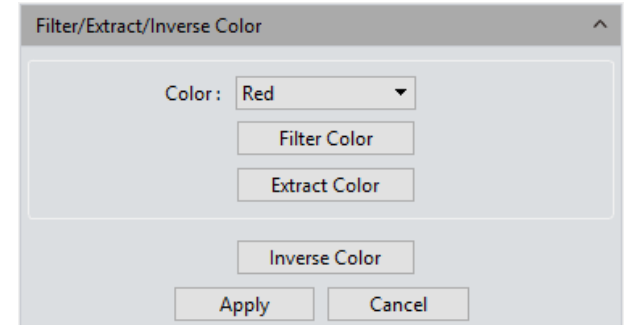 Filter/Extract/Inverse Color
Color: Red
Filter Color
Extract Color
Inverse Color
Apply Cancel